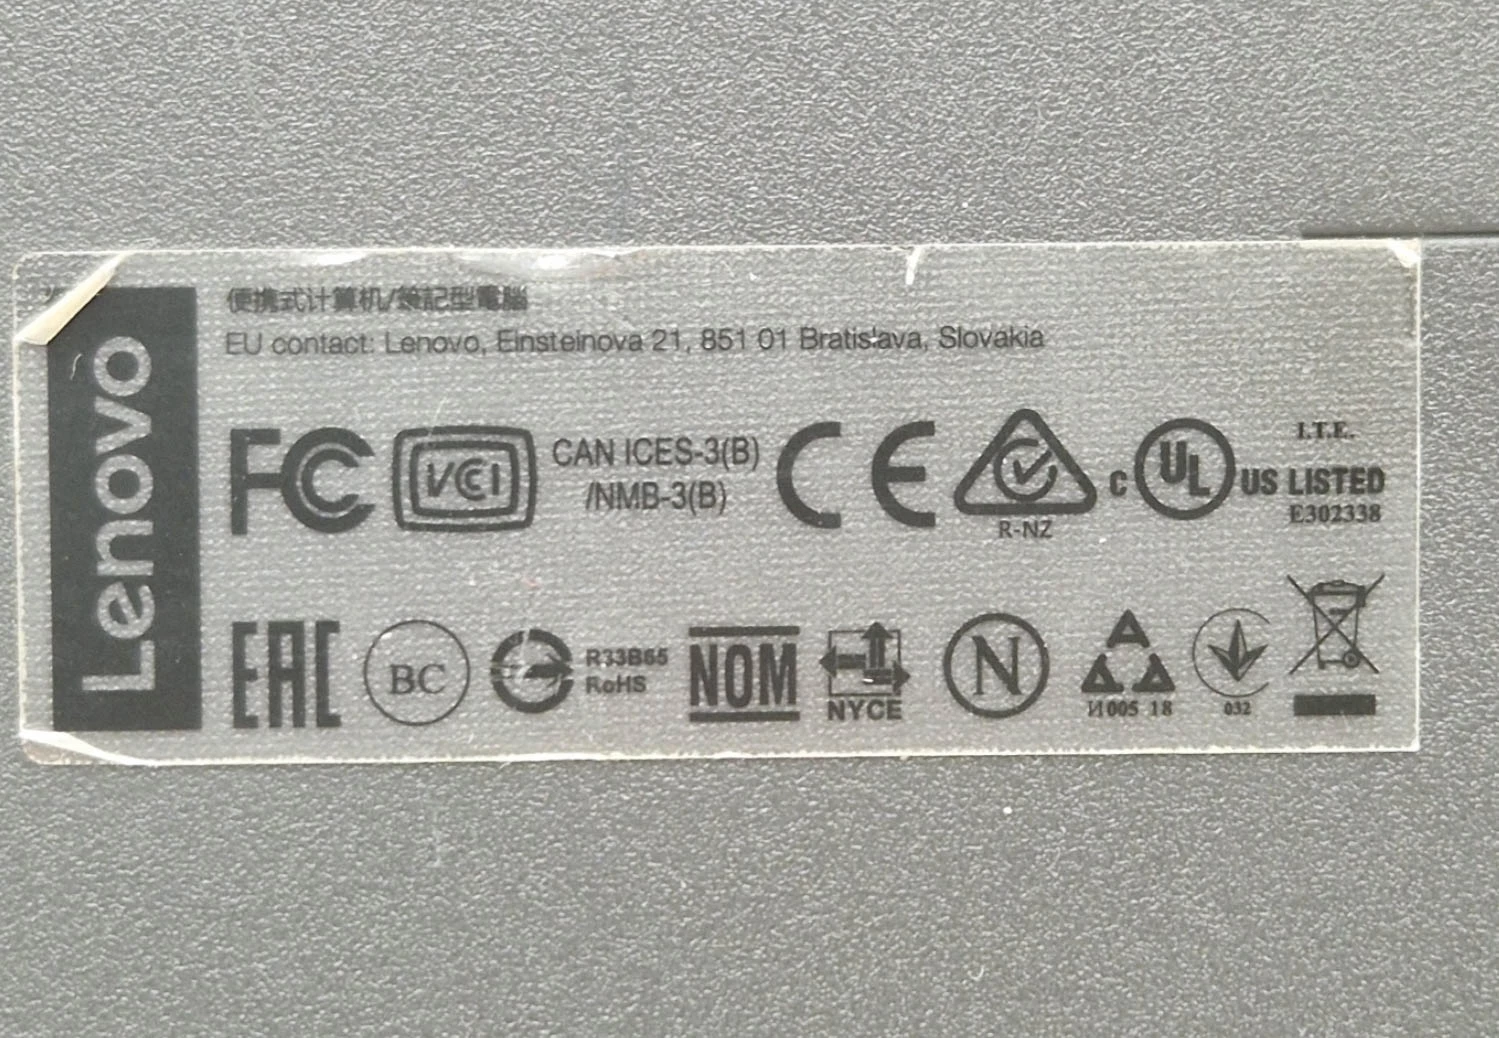 Lenovo
便携式计算机/筆記型電腦
EU contact: Lenovo, Einsteinova 21, 851 01 Bratislava, Slovakia
FC
VCCI
CAN ICES-3(B)
/NMB-3(B)
CE
R-NZ
c UL US LISTED
I.T.E.
E302338
EAC
BC
R33B65
RoHS
NOM
NYCE
N
И005 18
032